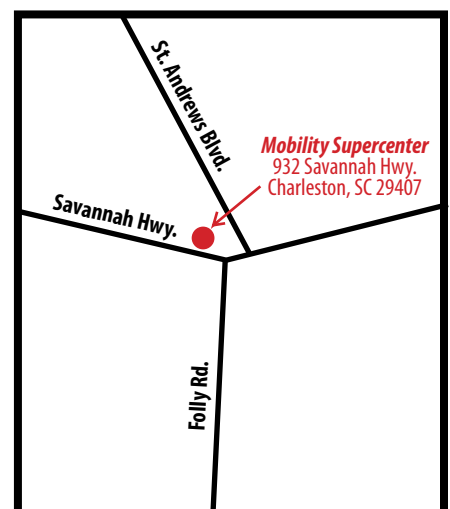 St. Andrews Blvd.
Mobility Supercenter
932 Savannah Hwy.
Charleston, SC 29407
Savannah Hwy.
Folly Rd.